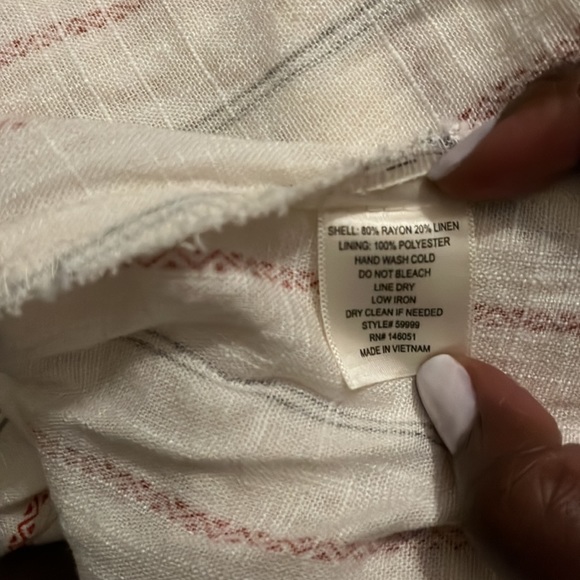 SHELL: 80% RAYON 20% LINEN
LINING: 100% POLYESTER
HAND WASH COLD
DO NOT BLEACH
LINE DRY
LOW IRON
DRY CLEAN IF NEEDED
STYLE# 59999
RN# 146051
MADE IN VIETNAM